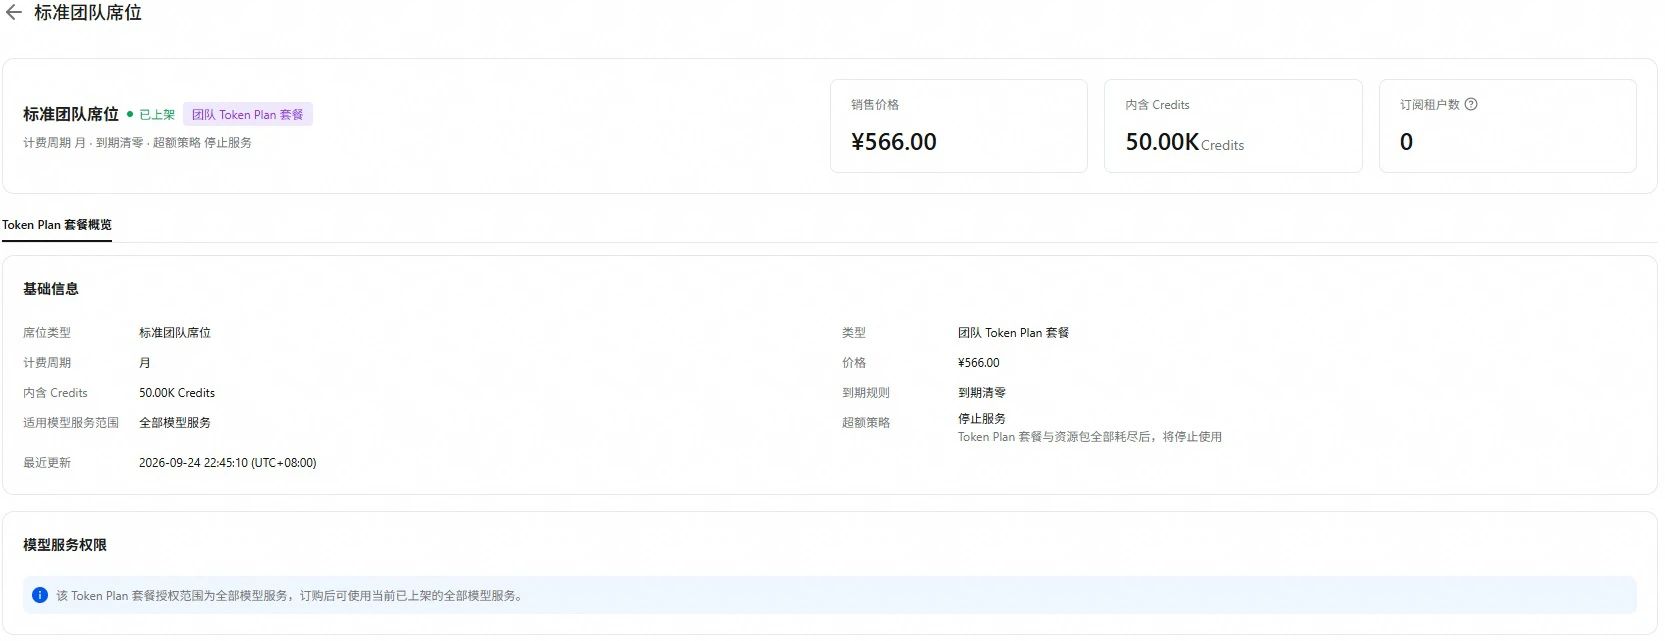 标准团队席位
标准团队席位 已上架 团队 Token Plan 套餐
计费周期 月 · 到期清零 · 超额策略 停止服务
销售价格
¥566.00
内含 Credits
50.00K Credits
订阅租户数
0
Token Plan 套餐概览
基础信息
席位类型 标准团队席位
类型 团队 Token Plan 套餐
计费周期 月
价格 ¥566.00
内含 Credits 50.00K Credits
到期规则 到期清零
适用模型服务范围 全部模型服务
超额策略 停止服务
Token Plan 套餐与资源包全部耗尽后，将停止使用
最近更新 2026-09-24 22:45:10 (UTC+08:00)
模型服务权限
该 Token Plan 套餐授权范围为全部模型服务，订购后可使用当前已上架的全部模型服务。